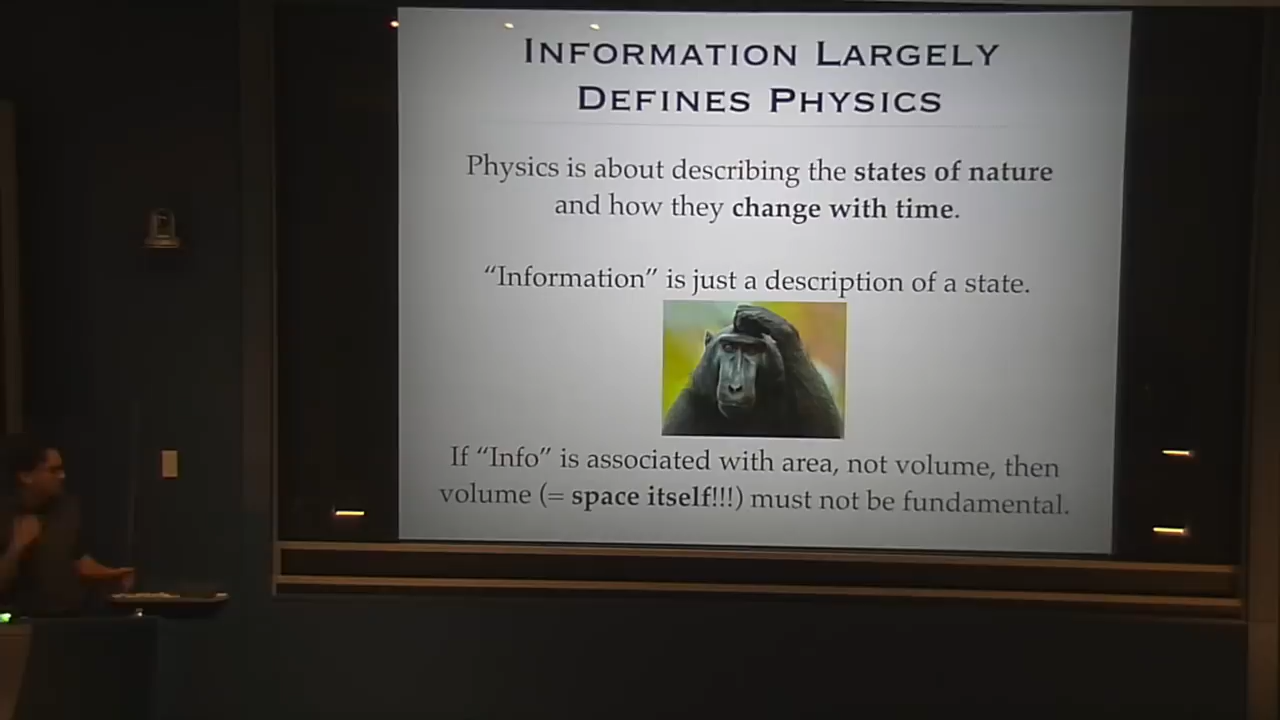 INFORMATION LARGELY
DEFINES PHYSICS
Physics is about describing the states of nature
and how they change with time.
“Information” is just a description of a state.
If “Info” is associated with area, not volume, then
volume (= space itself!!!) must not be fundamental.